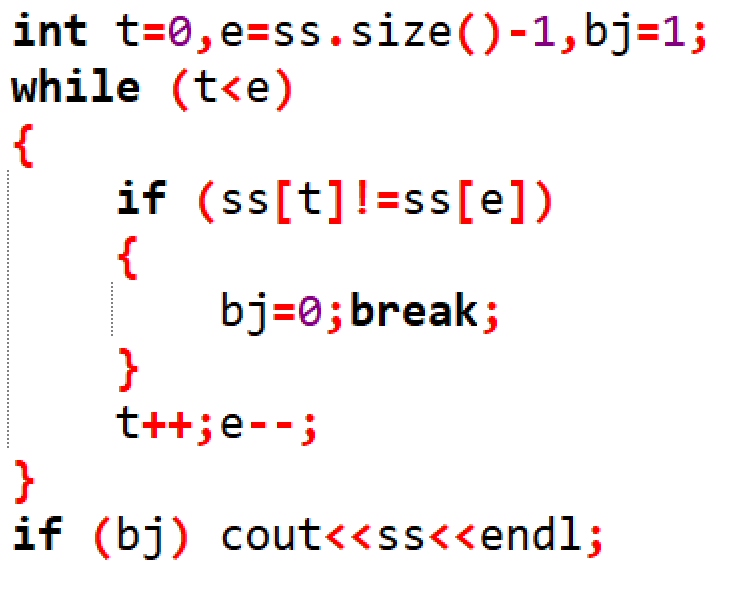 int t=0,e=ss.size()-1,bj=1;
while (t<e)
{
    if (ss[t]!=ss[e])
    {
        bj=0;break;
    }
    t++;e--;
}
if (bj) cout<<ss<<endl;